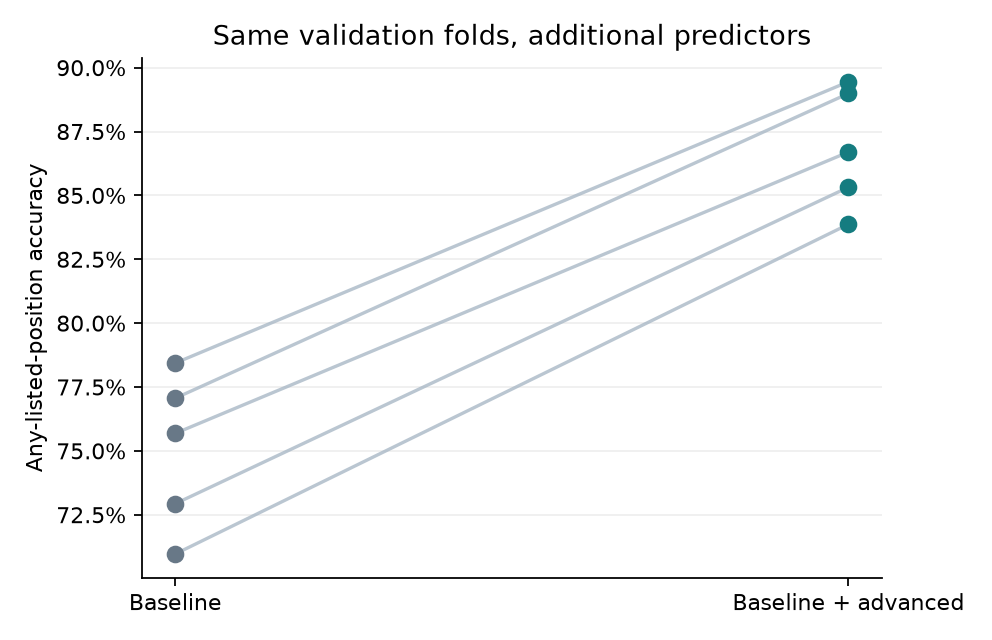 Same validation folds, additional predictors
Any-listed-position accuracy
90.0%
87.5%
85.0%
82.5%
80.0%
77.5%
75.0%
72.5%
Baseline
Baseline + advanced